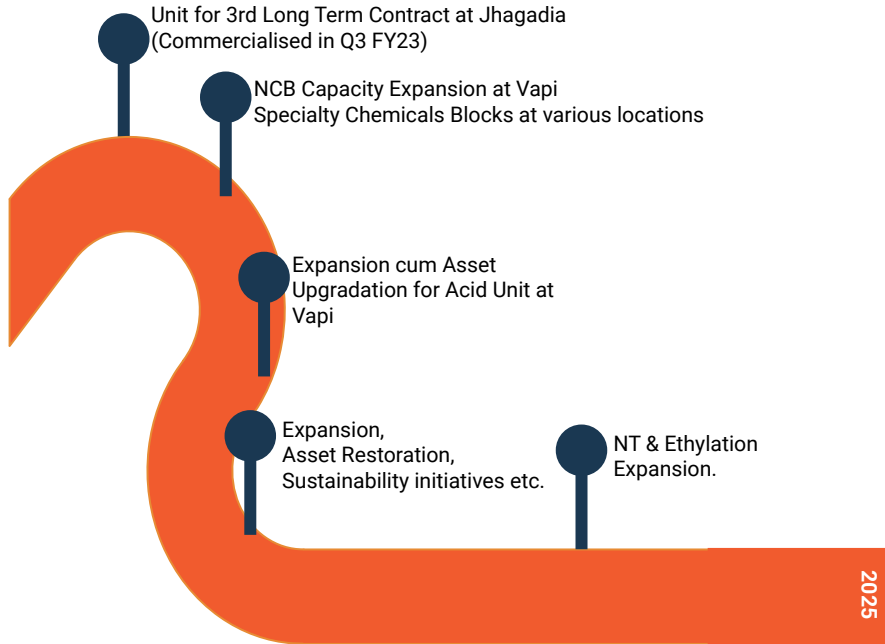 Unit for 3rd Long Term Contract at Jhagadia
(Commercialised in Q3 FY23)
NCB Capacity Expansion at Vapi
Specialty Chemicals Blocks at various locations
Expansion cum Asset
Upgradation for Acid Unit at
Vapi
Expansion,
Asset Restoration,
Sustainability initiatives etc.
NT & Ethylation
Expansion.
2025